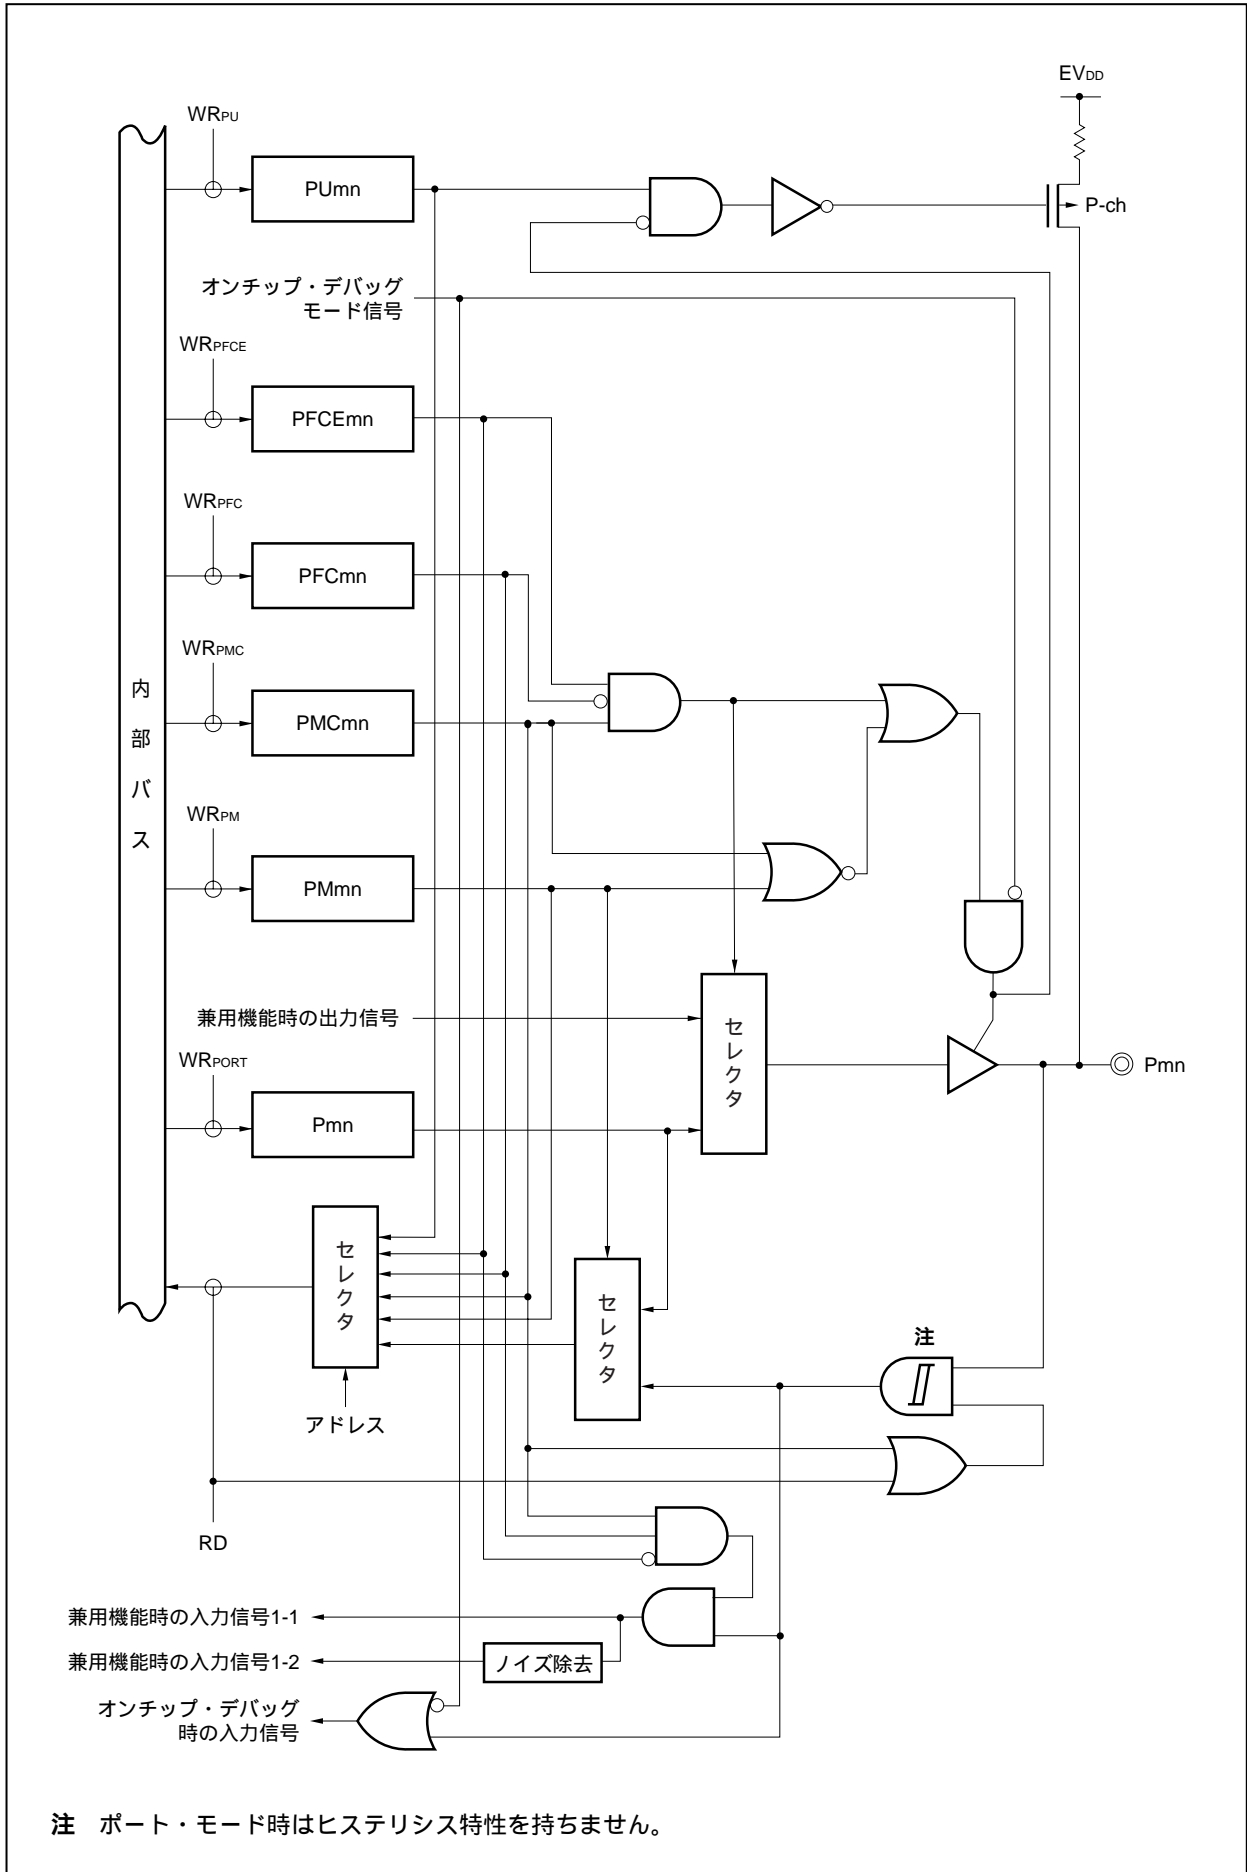 EVDD
WRPU
PUmn
P-ch
オンチップ・デバッグ
モード信号
WRPFCE
PFCEmn
WRPFC
PFCmn
WRPMC
PMCmn
内部バス
WRPM
PMmn
兼用機能時の出力信号
セレクタ
WRPORT
Pmn
Pmn
セレクタ
セレクタ
注
アドレス
RD
兼用機能時の入力信号1-1
兼用機能時の入力信号1-2
ノイズ除去
オンチップ・デバッグ
時の入力信号
注 ポート・モード時はヒステリシス特性を持ちません。